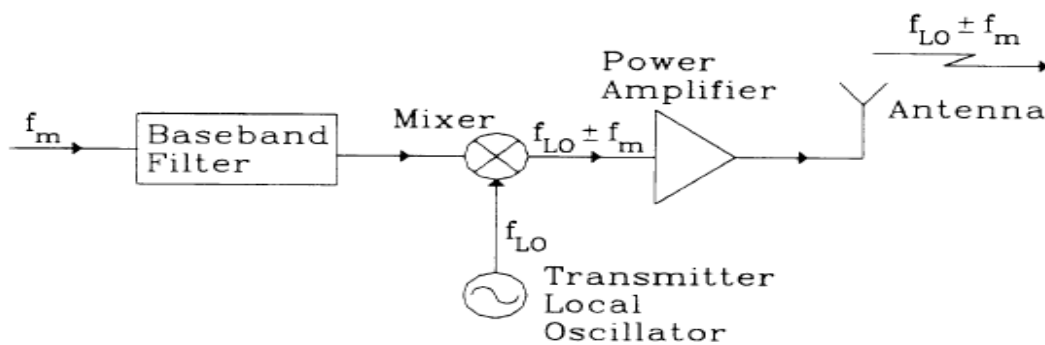 f_LO ± f_m
Power
Amplifier
Antenna
Mixer
f_m
Baseband
Filter
f_LO ± f_m
f_LO
Transmitter
Local
Oscillator